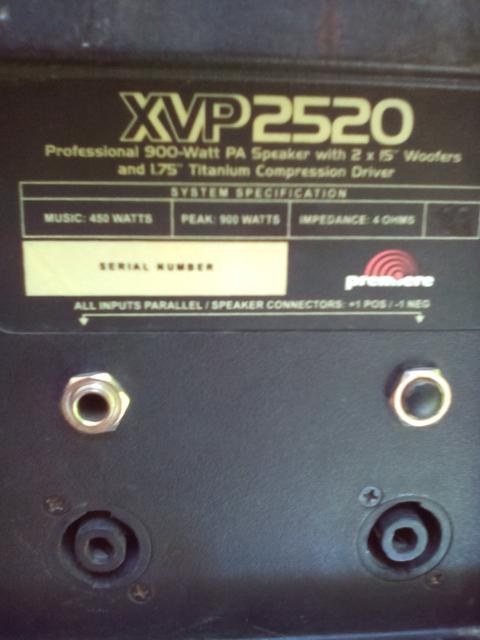 XVP2520
Professional 900-Watt PA Speaker with 2 x 15" Woofers
and 1.75" Titanium Compression Driver
SYSTEM SPECIFICATION
MUSIC: 450 WATTS PEAK: 900 WATTS IMPEDANCE: 4 OHMS
SERIAL NUMBER
premiere
ALL INPUTS PARALLEL / SPEAKER CONNECTORS: +1 POS / -1 NEG